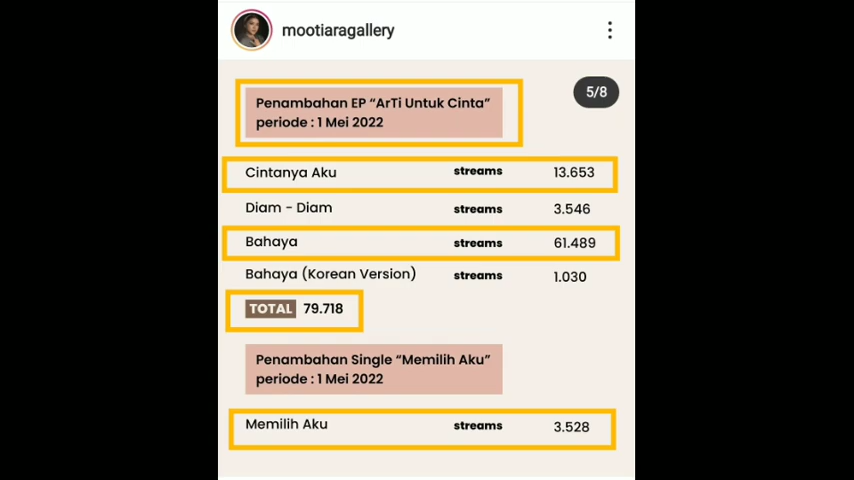 mootiaragallery
5/8
Penambahan EP “ArTi Untuk Cinta”
periode : 1 Mei 2022
Cintanya Aku streams 13.653
Diam - Diam streams 3.546
Bahaya streams 61.489
Bahaya (Korean Version) streams 1.030
TOTAL 79.718
Penambahan Single “Memilih Aku”
periode : 1 Mei 2022
Memilih Aku streams 3.528